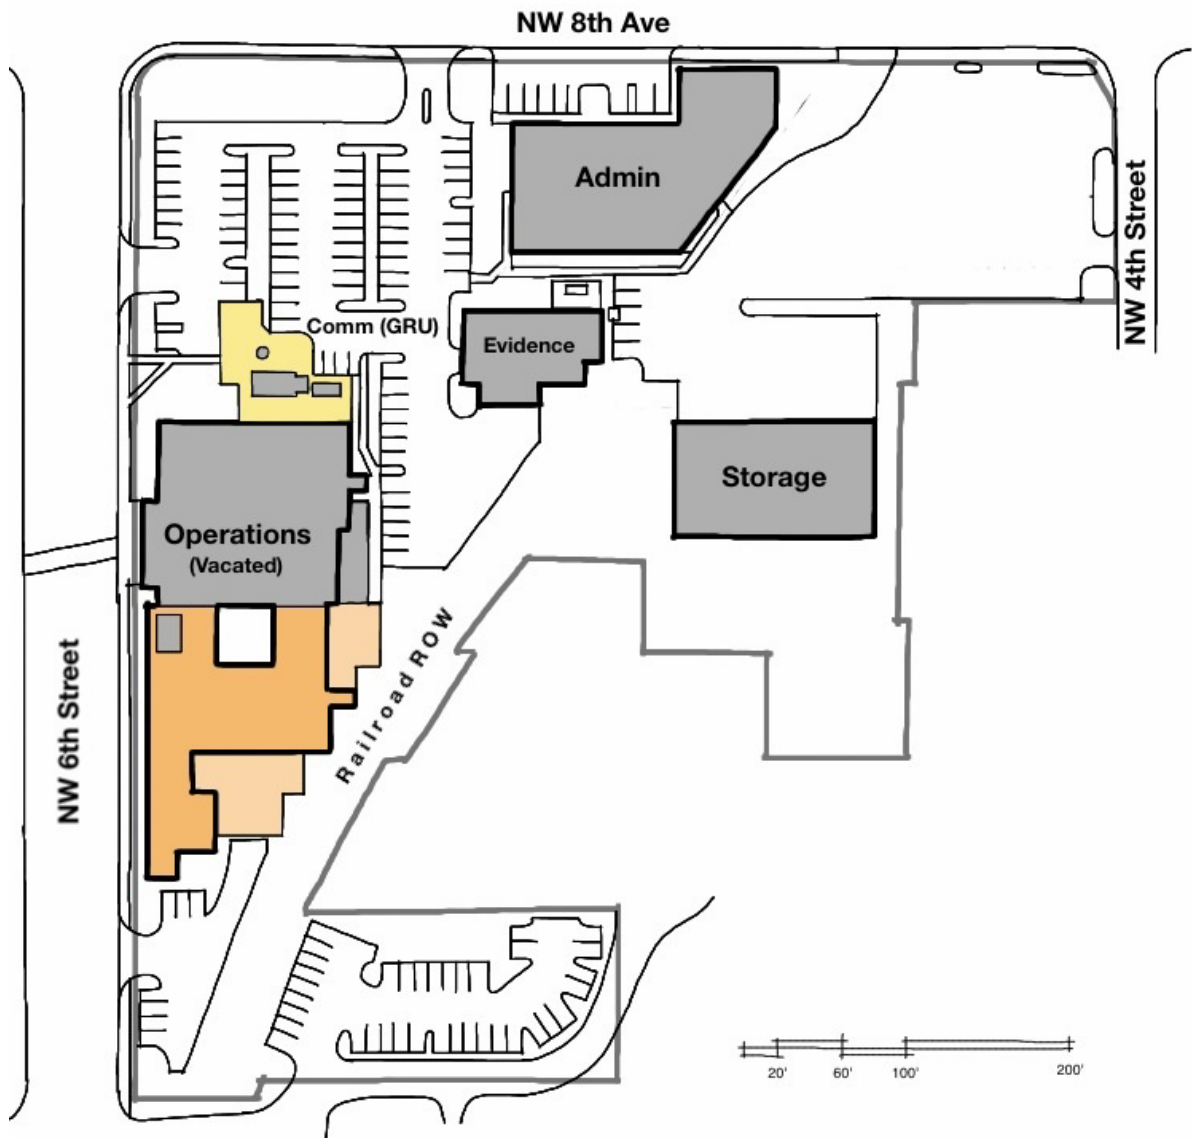 NW 8th Ave
Admin
NW 4th Street
Comm (GRU)
Evidence
Storage
Operations
(Vacated)
Railroad ROW
NW 6th Street
20' 60' 100' 200'